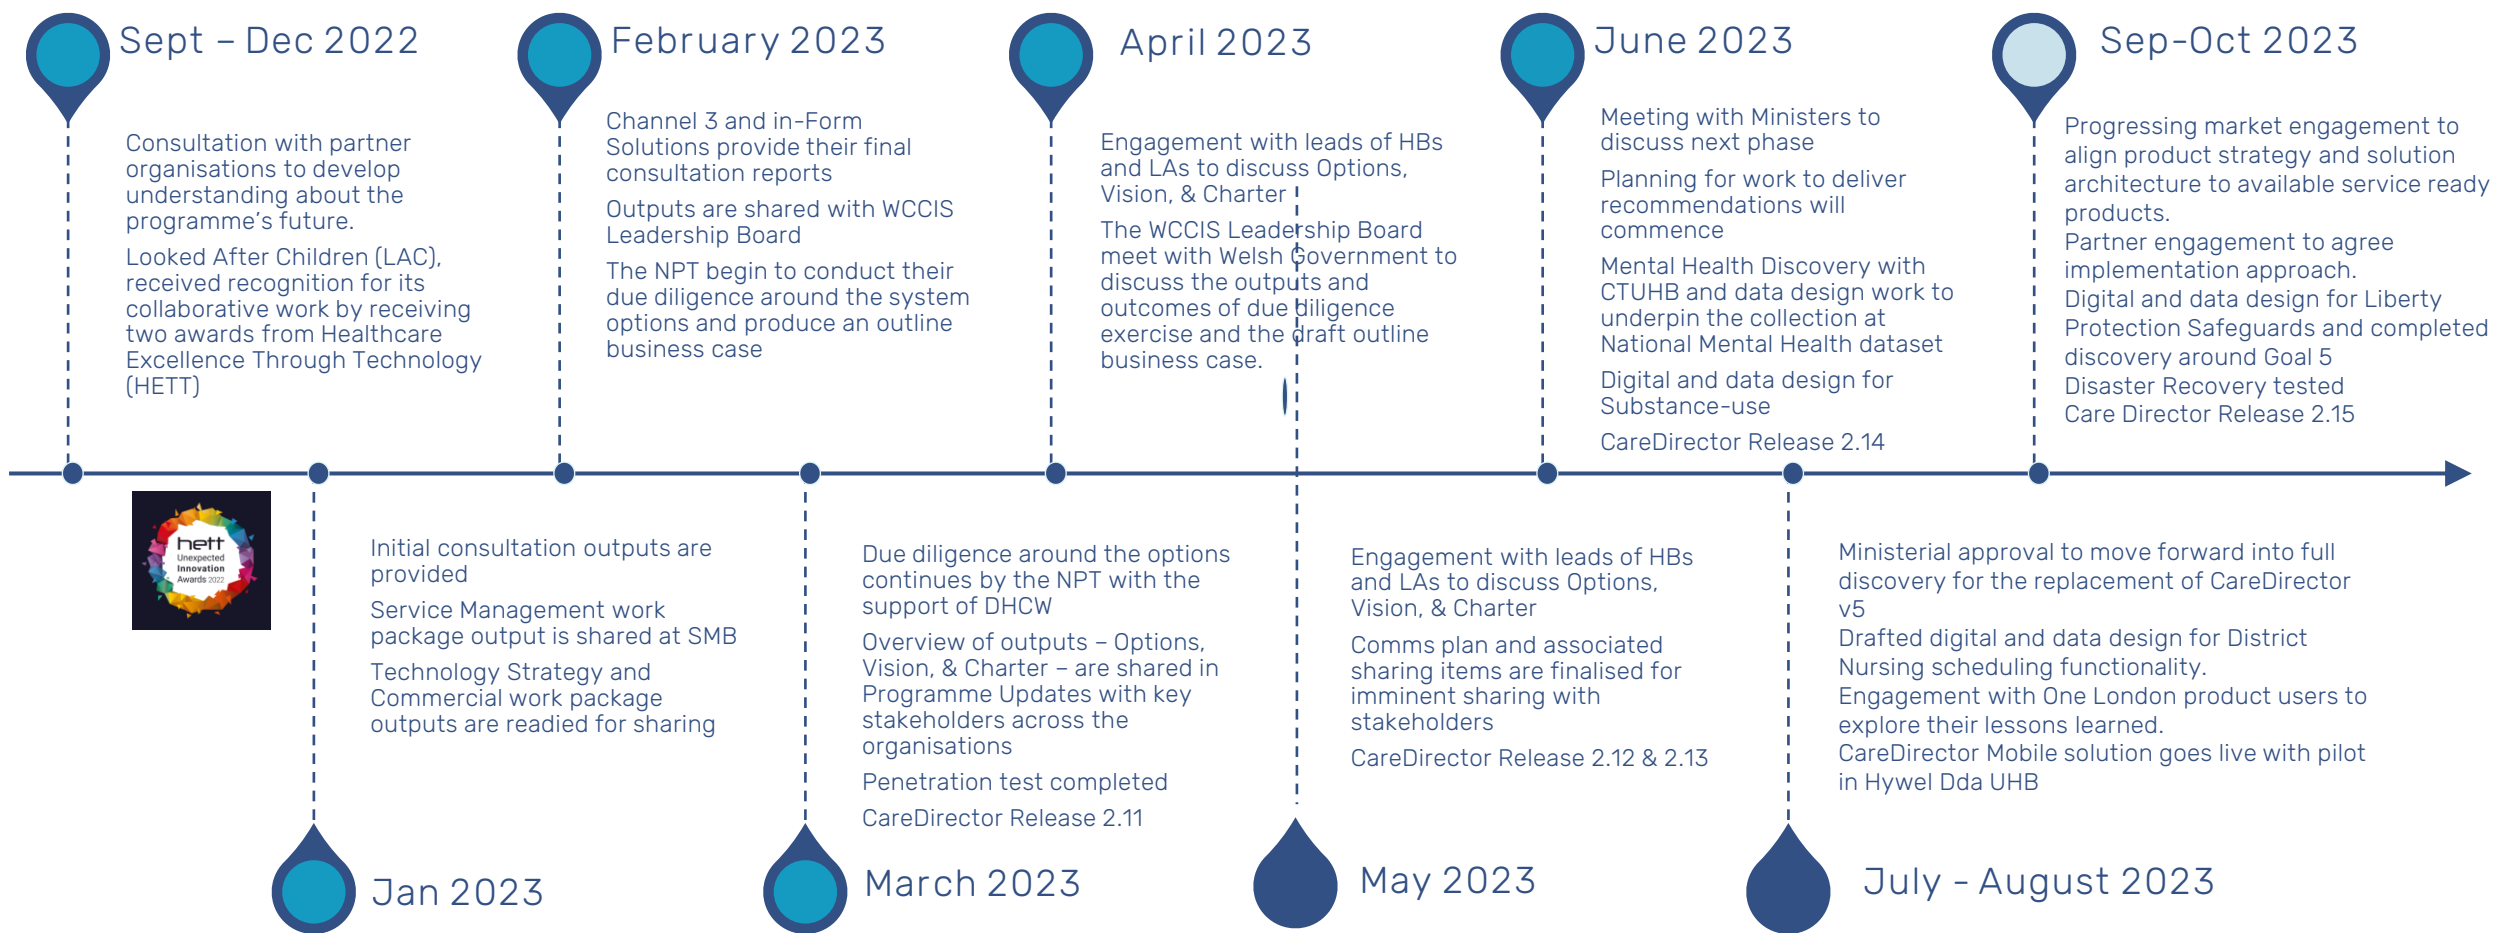 Sept – Dec 2022
Consultation with partner
organisations to develop
understanding about the
programme's future.
Looked After Children (LAC),
received recognition for its
collaborative work by receiving
two awards from Healthcare
Excellence Through Technology
(HETT)
hett
Unexpected
Innovation
Awards 2022
Jan 2023
Initial consultation outputs are
provided
Service Management work
package output is shared at SMB
Technology Strategy and
Commercial work package
outputs are readied for sharing
February 2023
Channel 3 and in-Form
Solutions provide their final
consultation reports
Outputs are shared with WCCIS
Leadership Board
The NPT begin to conduct their
due diligence around the system
options and produce an outline
business case
March 2023
Due diligence around the options
continues by the NPT with the
support of DHCW
Overview of outputs – Options,
Vision, & Charter – are shared in
Programme Updates with key
stakeholders across the
organisations
Penetration test completed
CareDirector Release 2.11
April 2023
Engagement with leads of HBs
and LAs to discuss Options,
Vision, & Charter
The WCCIS Leadership Board
meet with Welsh Government to
discuss the outputs and
outcomes of due diligence
exercise and the draft outline
business case.
May 2023
Engagement with leads of HBs
and LAs to discuss Options,
Vision, & Charter
Comms plan and associated
sharing items are finalised for
imminent sharing with
stakeholders
CareDirector Release 2.12 & 2.13
June 2023
Meeting with Ministers to
discuss next phase
Planning for work to deliver
recommendations will
commence
Mental Health Discovery with
CTUHB and data design work to
underpin the collection at
National Mental Health dataset
Digital and data design for
Substance-use
CareDirector Release 2.14
July - August 2023
Ministerial approval to move forward into full
discovery for the replacement of CareDirector
v5
Drafted digital and data design for District
Nursing scheduling functionality.
Engagement with One London product users to
explore their lessons learned.
CareDirector Mobile solution goes live with pilot
in Hywel Dda UHB
Sep-Oct 2023
Progressing market engagement to
align product strategy and solution
architecture to available service ready
products.
Partner engagement to agree
implementation approach.
Digital and data design for Liberty
Protection Safeguards and completed
discovery around Goal 5
Disaster Recovery tested
Care Director Release 2.15